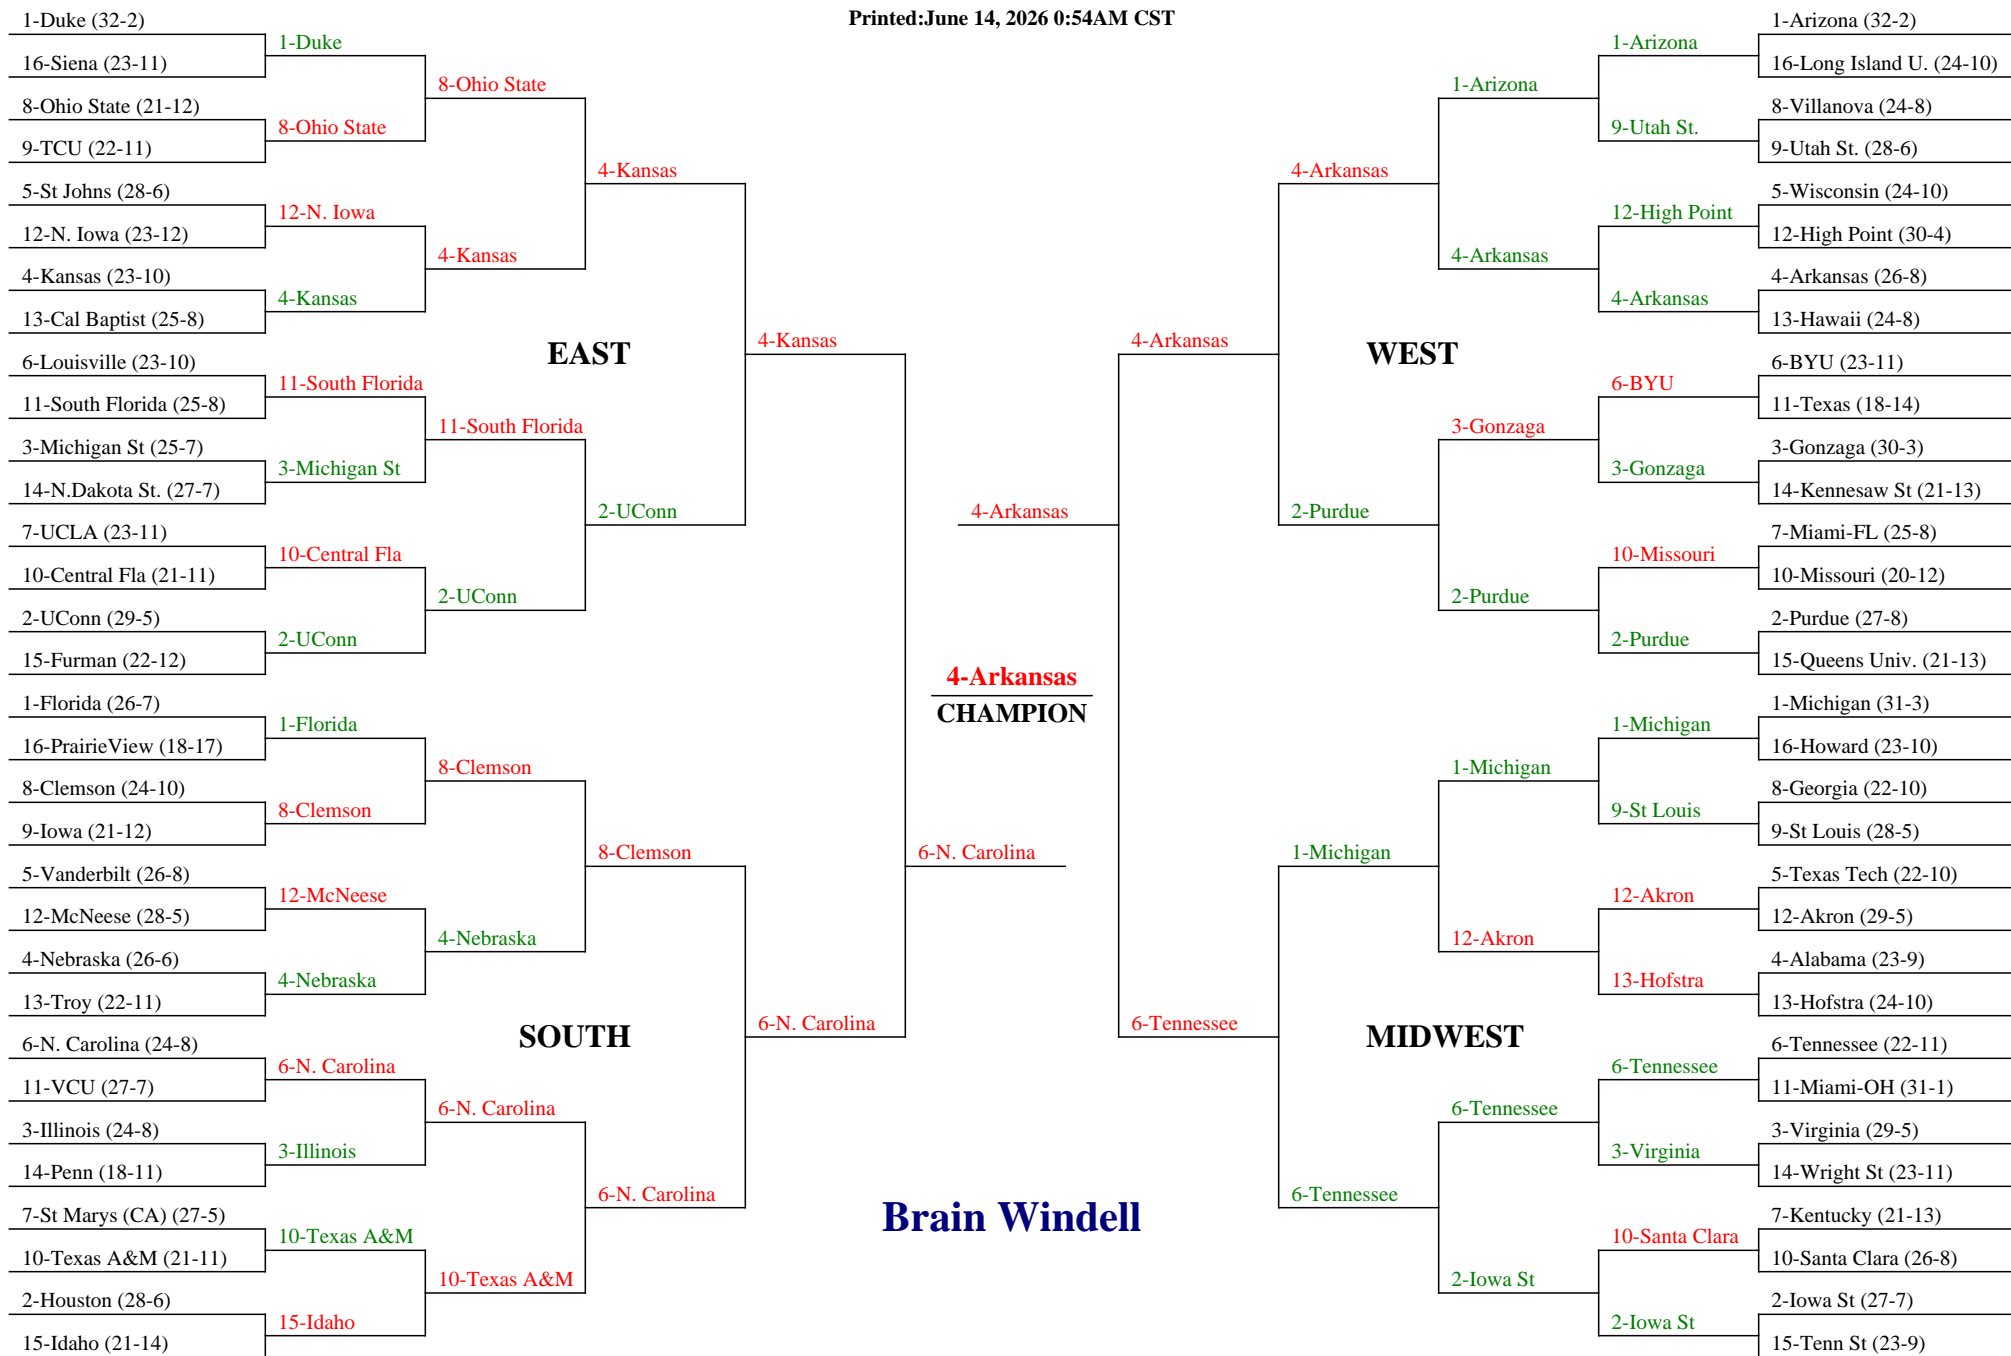 Printed:June 14, 2026 0:54AM CST
1-Duke (32-2)
16-Siena (23-11)
8-Ohio State (21-12)
9-TCU (22-11)
5-St Johns (28-6)
12-N. Iowa (23-12)
4-Kansas (23-10)
13-Cal Baptist (25-8)
6-Louisville (23-10)
11-South Florida (25-8)
3-Michigan St (25-7)
14-N.Dakota St. (27-7)
7-UCLA (23-11)
10-Central Fla (21-11)
2-UConn (29-5)
15-Furman (22-12)
1-Florida (26-7)
16-PrairieView (18-17)
8-Clemson (24-10)
9-Iowa (21-12)
5-Vanderbilt (26-8)
12-McNeese (28-5)
4-Nebraska (26-6)
13-Troy (22-11)
6-N. Carolina (24-8)
11-VCU (27-7)
3-Illinois (24-8)
14-Penn (18-11)
7-St Marys (CA) (27-5)
10-Texas A&M (21-11)
2-Houston (28-6)
15-Idaho (21-14)
1-Duke
8-Ohio State
12-N. Iowa
4-Kansas
11-South Florida
3-Michigan St
10-Central Fla
2-UConn
1-Florida
8-Clemson
12-McNeese
4-Nebraska
6-N. Carolina
3-Illinois
10-Texas A&M
15-Idaho
8-Ohio State
4-Kansas
11-South Florida
2-UConn
8-Clemson
4-Nebraska
6-N. Carolina
10-Texas A&M
4-Kansas
2-UConn
8-Clemson
6-N. Carolina
EAST
SOUTH
4-Kansas
6-N. Carolina
6-N. Carolina
4-Arkansas
4-Arkansas
CHAMPION
Brain Windell
4-Arkansas
6-Tennessee
WEST
MIDWEST
4-Arkansas
2-Purdue
1-Michigan
6-Tennessee
1-Arizona
4-Arkansas
3-Gonzaga
2-Purdue
1-Michigan
12-Akron
6-Tennessee
2-Iowa St
1-Arizona
9-Utah St.
12-High Point
4-Arkansas
6-BYU
3-Gonzaga
10-Missouri
2-Purdue
1-Michigan
9-St Louis
12-Akron
13-Hofstra
6-Tennessee
3-Virginia
10-Santa Clara
2-Iowa St
1-Arizona (32-2)
16-Long Island U. (24-10)
8-Villanova (24-8)
9-Utah St. (28-6)
5-Wisconsin (24-10)
12-High Point (30-4)
4-Arkansas (26-8)
13-Hawaii (24-8)
6-BYU (23-11)
11-Texas (18-14)
3-Gonzaga (30-3)
14-Kennesaw St (21-13)
7-Miami-FL (25-8)
10-Missouri (20-12)
2-Purdue (27-8)
15-Queens Univ. (21-13)
1-Michigan (31-3)
16-Howard (23-10)
8-Georgia (22-10)
9-St Louis (28-5)
5-Texas Tech (22-10)
12-Akron (29-5)
4-Alabama (23-9)
13-Hofstra (24-10)
6-Tennessee (22-11)
11-Miami-OH (31-1)
3-Virginia (29-5)
14-Wright St (23-11)
7-Kentucky (21-13)
10-Santa Clara (26-8)
2-Iowa St (27-7)
15-Tenn St (23-9)